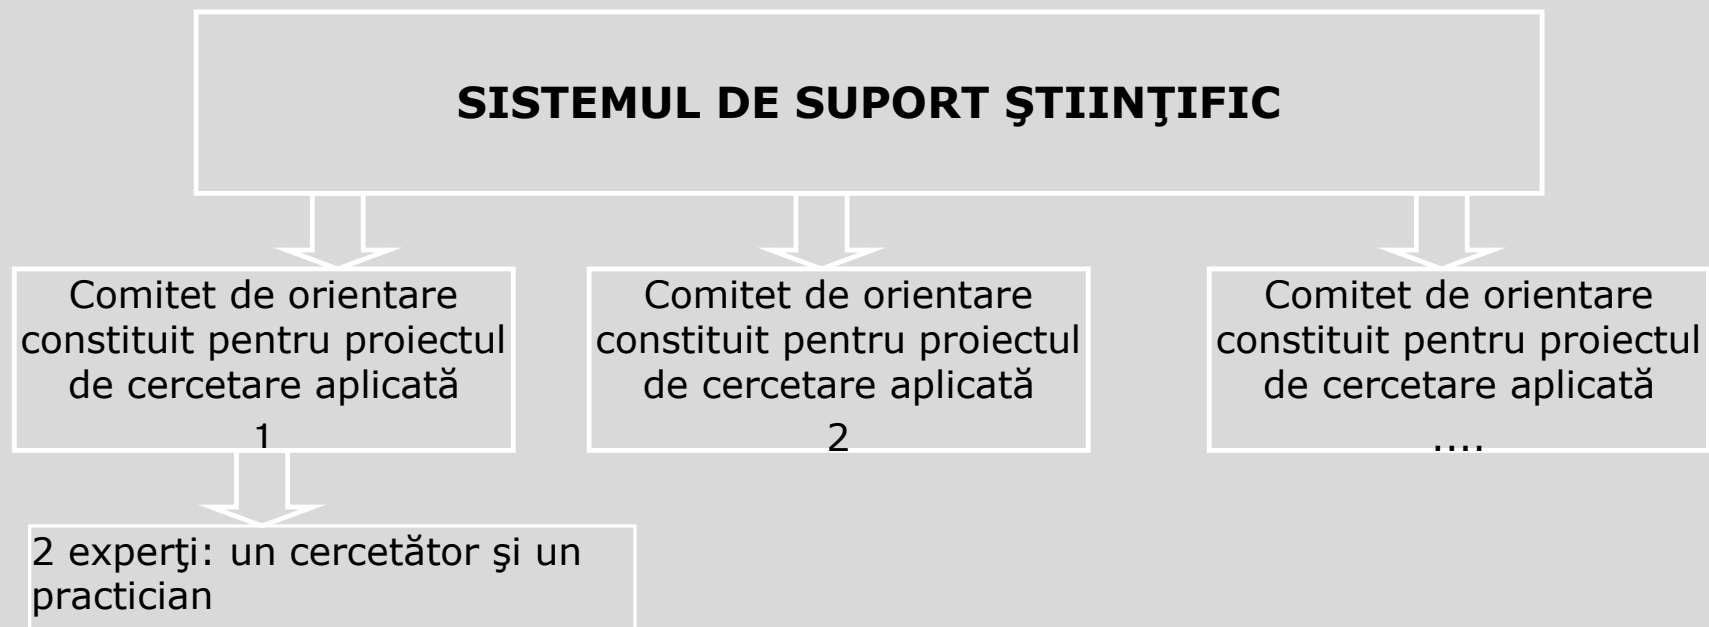 SISTEMUL DE SUPORT ŞTIINŢIFIC
Comitet de orientare
constituit pentru proiectul
de cercetare aplicată
1
Comitet de orientare
constituit pentru proiectul
de cercetare aplicată
2
Comitet de orientare
constituit pentru proiectul
de cercetare aplicată
....
2 experţi: un cercetător şi un
practician